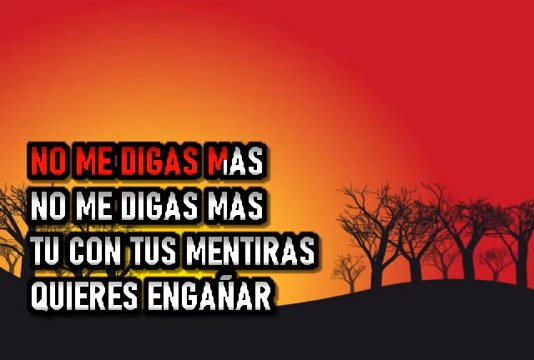 NO ME DIGAS MAS
NO ME DIGAS MAS
TU CON TUS MENTIRAS
QUIERES ENGAÑAR